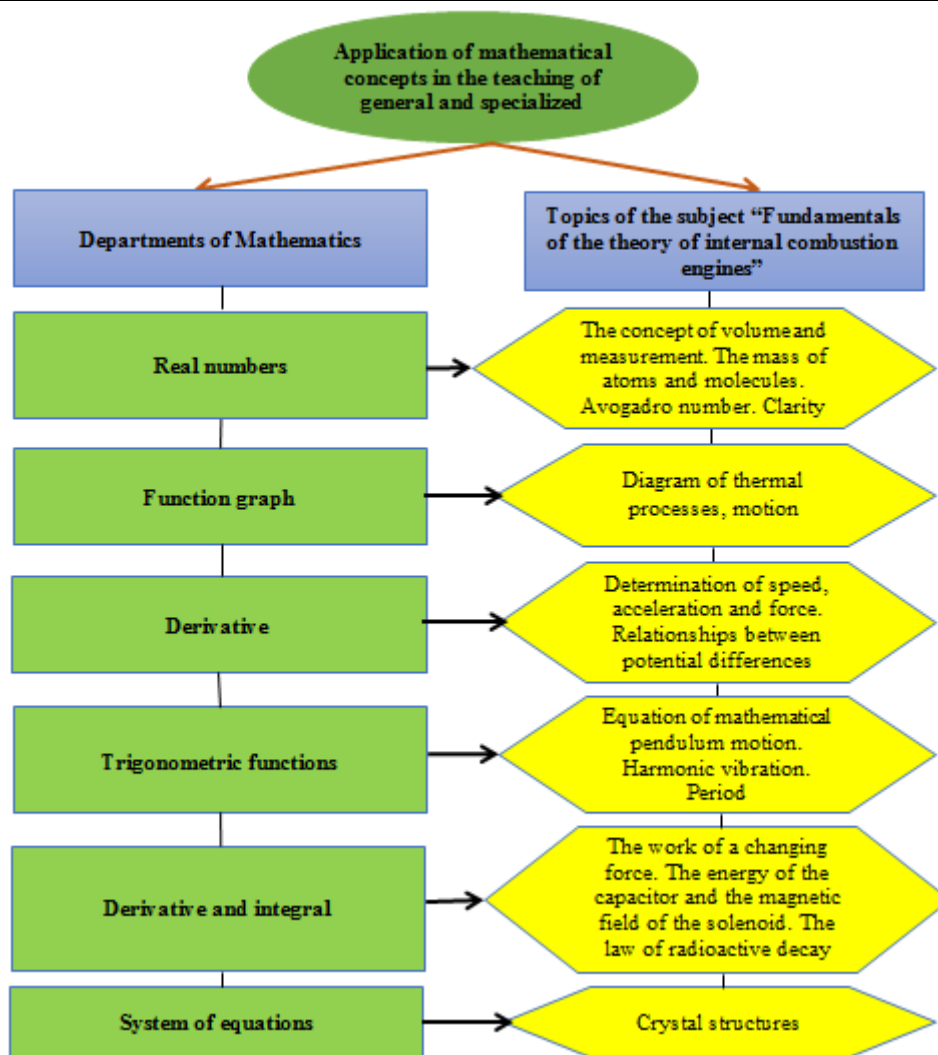 Application of mathematical
concepts in the teaching of
general and specialized
Departments of Mathematics
Topics of the subject “Fundamentals
of the theory of internal combustion
engines”
Real numbers
The concept of volume and
measurement. The mass of
atoms and molecules.
Avogadro number. Clarity
Function graph
Diagram of thermal
processes, motion
Derivative
Determination of speed,
acceleration and force.
Relationships between
potential differences
Trigonometric functions
Equation of mathematical
pendulum motion.
Harmonic vibration.
Period
Derivative and integral
The work of a changing
force. The energy of the
capacitor and the magnetic
field of the solenoid. The
law of radioactive decay
System of equations
Crystal structures